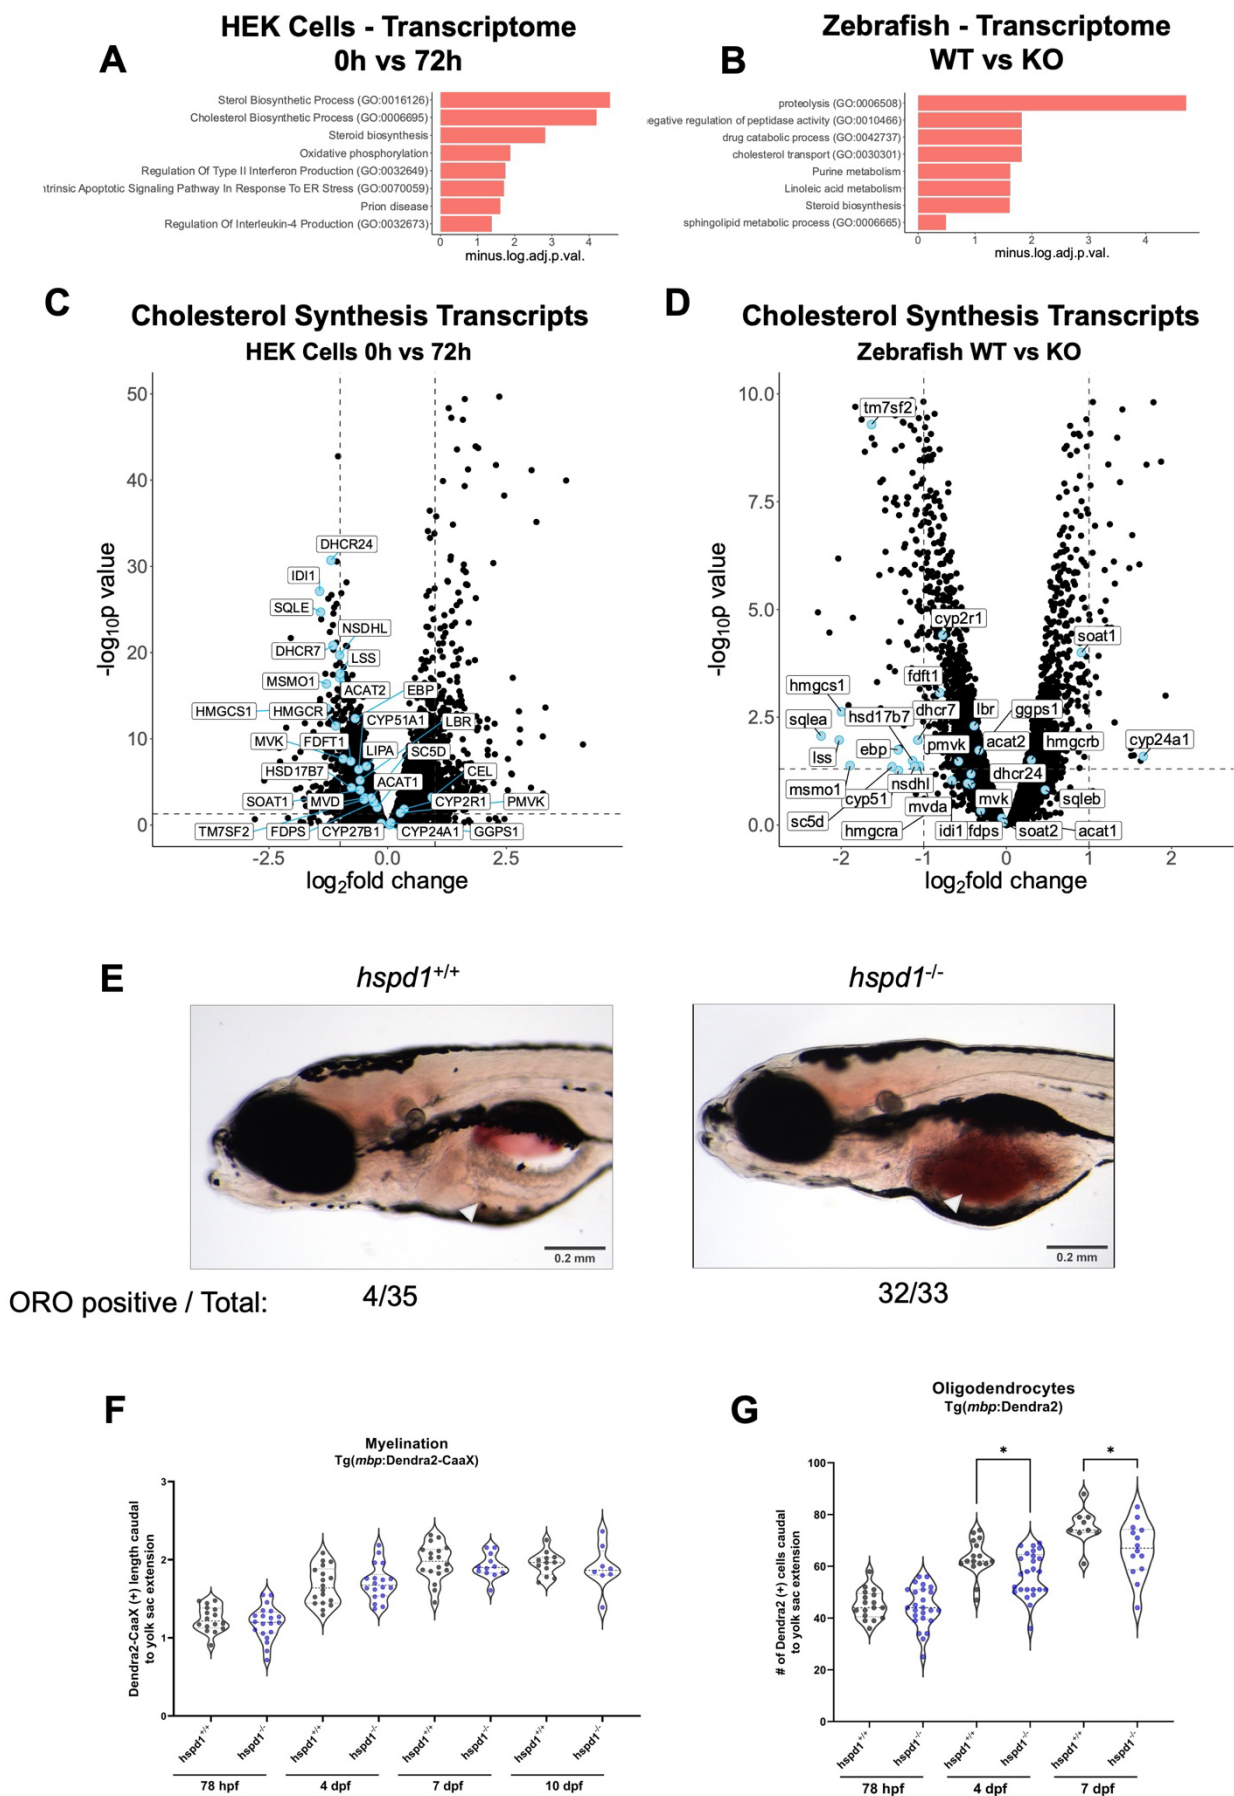 HEK Cells - Transcriptome
0h vs 72h
A
Sterol Biosynthetic Process (GO:0016126)
Cholesterol Biosynthetic Process (GO:0006695)
Steroid biosynthesis
Oxidative phosphorylation
Regulation Of Type II Interferon Production (GO:0032649)
ntrinsic Apoptotic Signaling Pathway In Response To ER Stress (GO:0070059)
Prion disease
Regulation Of Interleukin-4 Production (GO:0032673)
0 1 2 3 4
minus.log.adj.p.val.
Zebrafish - Transcriptome
WT vs KO
B
proteolysis (GO:0006508)
egative regulation of peptidase activity (GO:0010466)
drug catabolic process (GO:0042737)
cholesterol transport (GO:0030301)
Purine metabolism
Linoleic acid metabolism
Steroid biosynthesis
sphingolipid metabolic process (GO:0006665)
0 1 2 3 4
minus.log.adj.p.val.
C
Cholesterol Synthesis Transcripts
HEK Cells 0h vs 72h
-log10p value
50
40
30
20
10
0
DHCR24
IDI1
SQLE
NSDHL
DHCR7 LSS
MSMO1 ACAT2 EBP
HMGCS1 HMGCR CYP51A1 LBR
MVK FDFT1 LIPA SC5D
HSD17B7 ACAT1 CEL
SOAT1 MVD CYP2R1 PMVK
TM7SF2 FDPS CYP27B1 CYP24A1 GGPS1
-2.5 0.0 2.5
log2fold change
D
Cholesterol Synthesis Transcripts
Zebrafish WT vs KO
-log10p value
10.0
7.5
5.0
2.5
0.0
tm7sf2
cyp2r1
soat1
fdft1
hmgcs1
dhcr7 lbr ggps1
sqlea hsd17b7
lss ebp pmvk acat2 hmgcrb cyp24a1
dhcr24
msmo1 cyp51 nsdhl mvk sqleb
sc5d mvda
hmgcra idi1 fdps soat2 acat1
-2 -1 0 1 2
log2fold change
E
hspd1+/+
hspd1-/-
0.2 mm
0.2 mm
ORO positive / Total: 4/35 32/33
F
Myelination
Tg(mbp:Dendra2-CaaX)
Dendra2-CaaX (+) length caudal
to yolk sac extension
3
2
1
0
hspd1+/+ hspd1-/- hspd1+/+ hspd1-/- hspd1+/+ hspd1-/- hspd1+/+ hspd1-/-
78 hpf 4 dpf 7 dpf 10 dpf
G
Oligodendrocytes
Tg(mbp:Dendra2)
# of Dendra2 (+) cells caudal
to yolk sac extension
100
80
60
40
20
0
* *
hspd1+/+ hspd1-/- hspd1+/+ hspd1-/- hspd1+/+ hspd1-/-
78 hpf 4 dpf 7 dpf